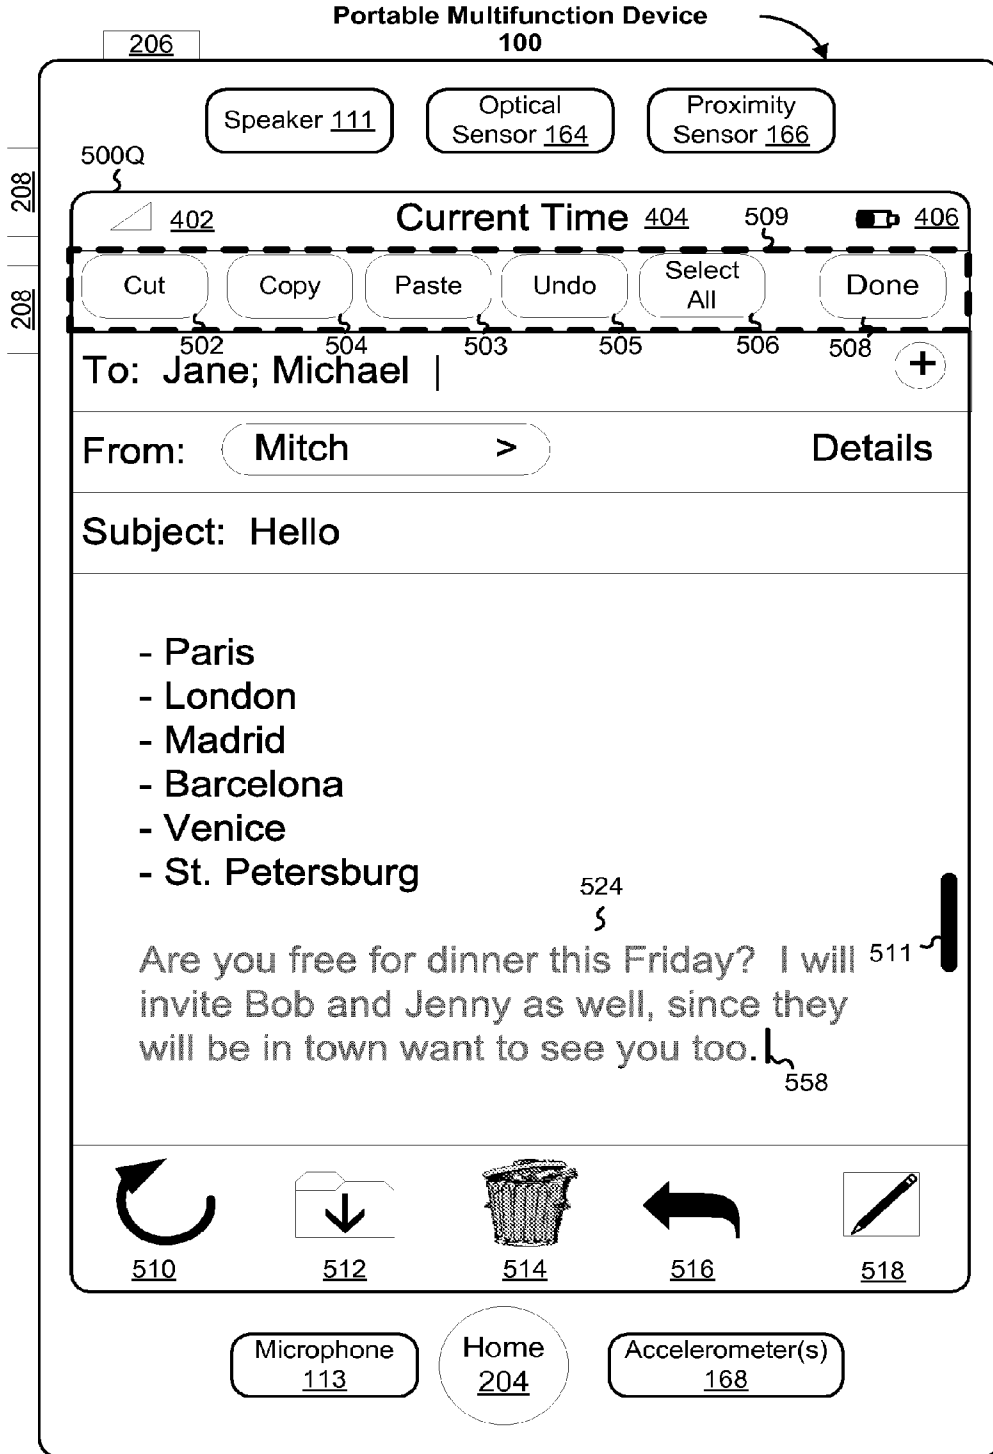 Portable Multifunction Device
100
206
Speaker 111
Optical
Sensor 164
Proximity
Sensor 166
500Q
208
208
402
Current Time 404
509
406
Cut
Copy
Paste
Undo
Select
All
Done
502
504
503
505
506
508
To: Jane; Michael
+
From: Mitch >
Details
Subject: Hello
- Paris
- London
- Madrid
- Barcelona
- Venice
- St. Petersburg
524
Are you free for dinner this Friday? I will
511
invite Bob and Jenny as well, since they
will be in town want to see you too.
558
510
512
514
516
518
Microphone
113
Home
204
Accelerometer(s)
168